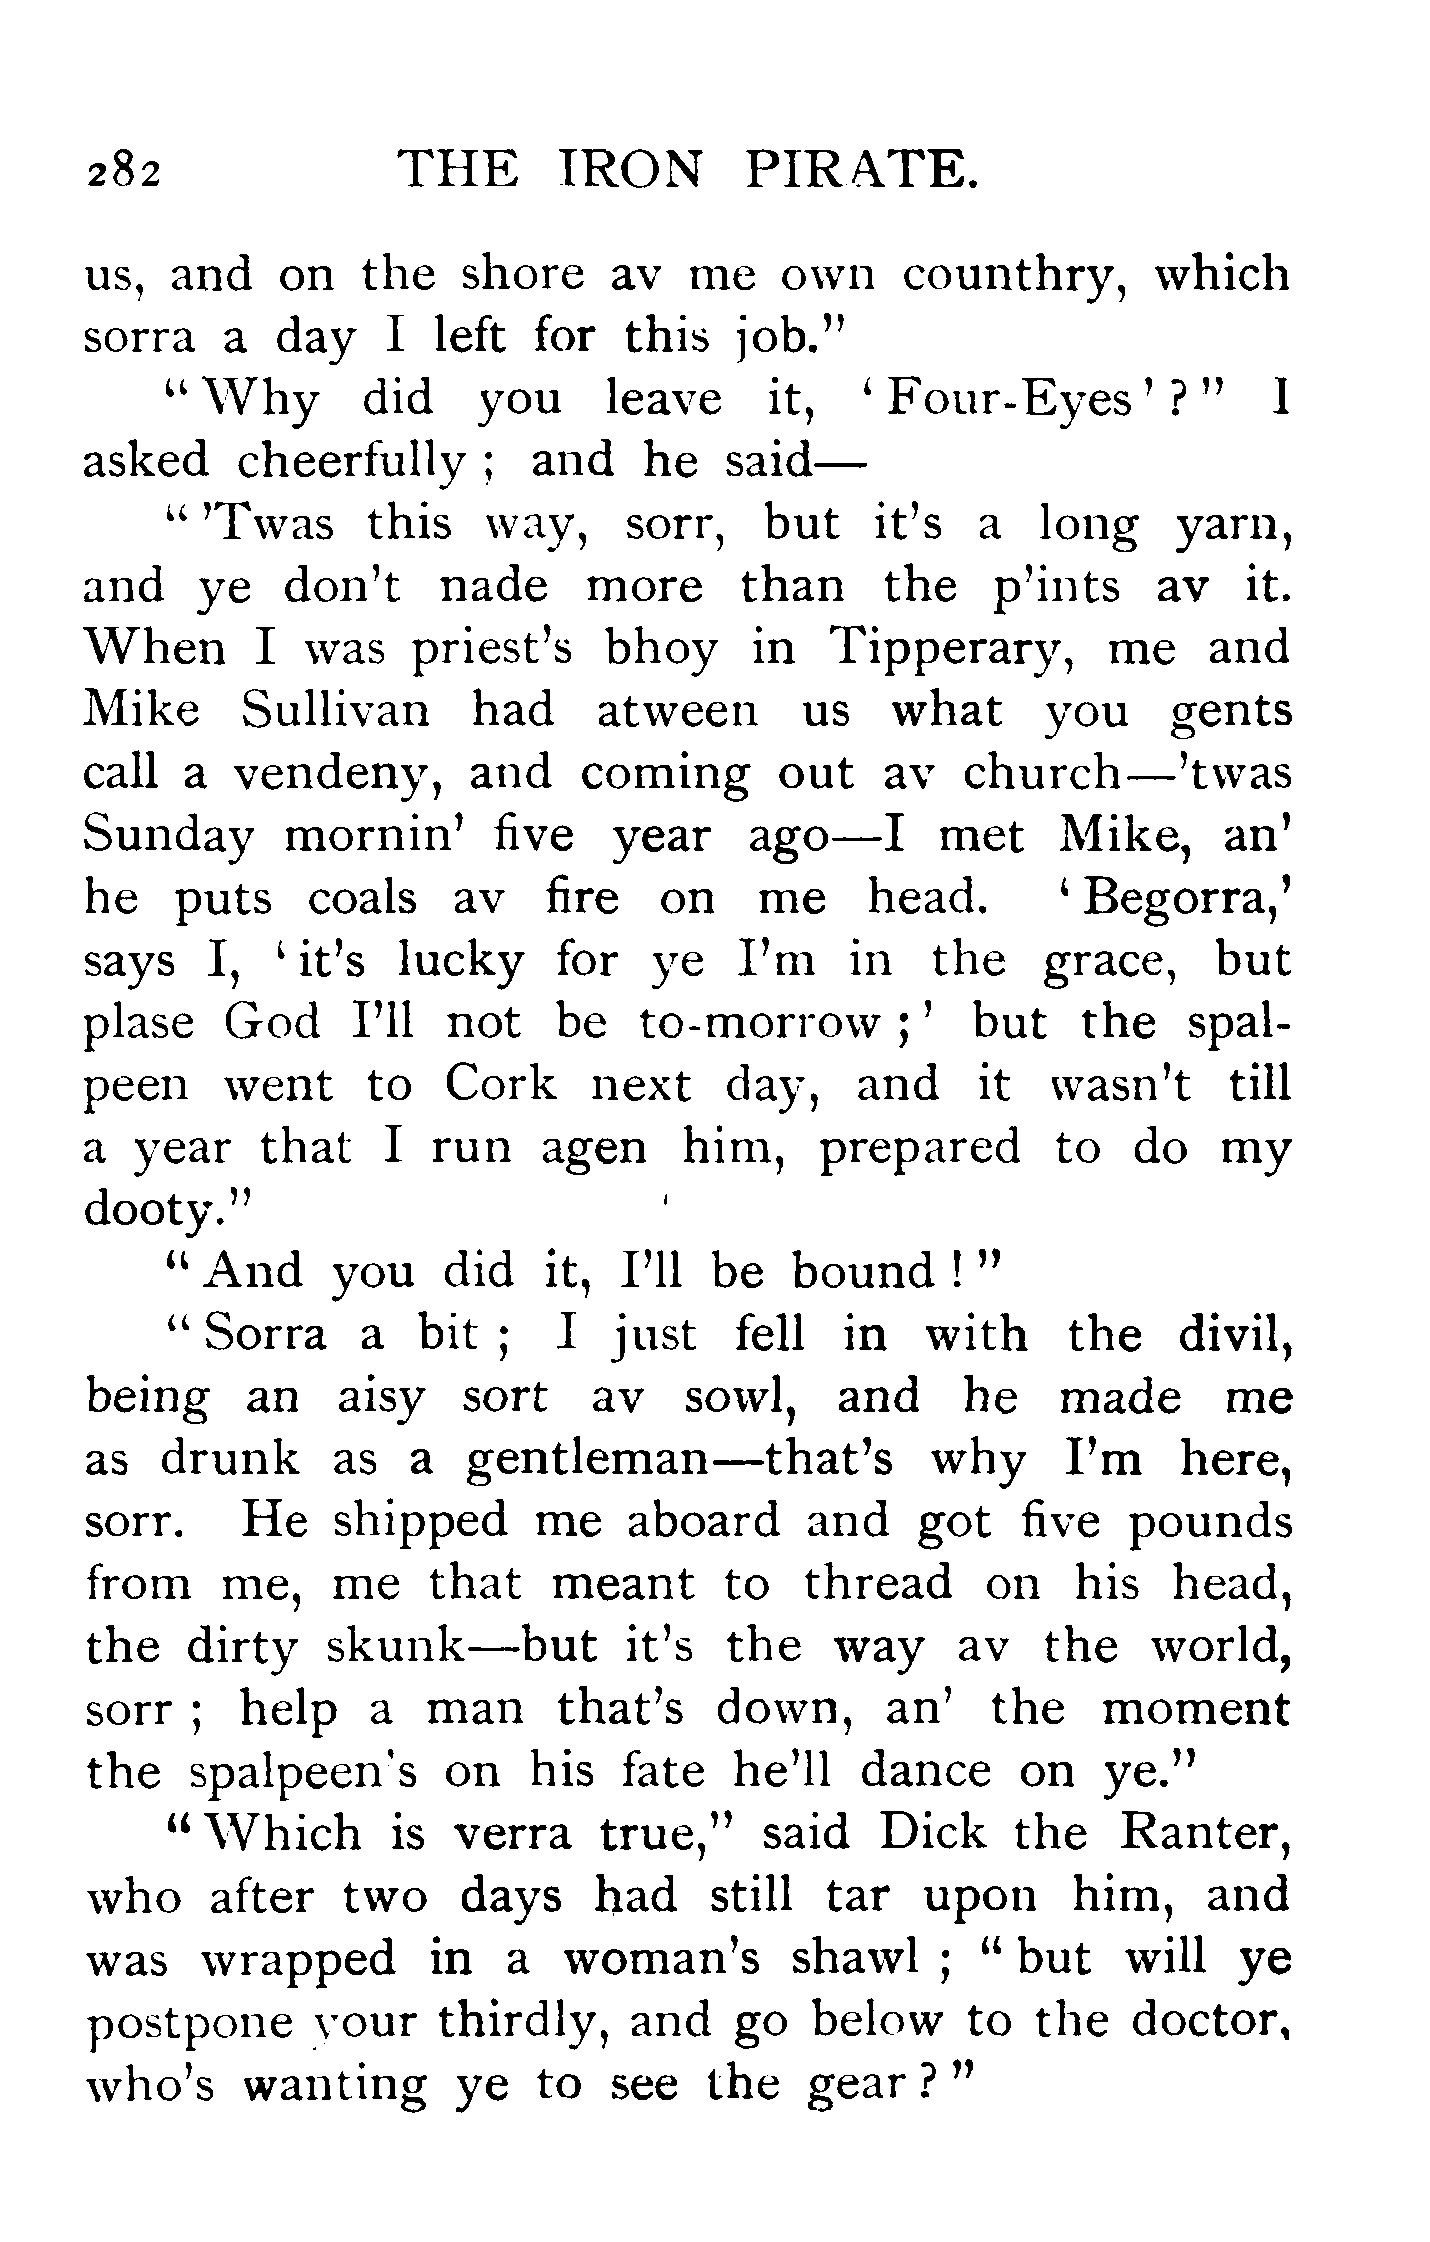 282 THE IRON PIRATE.
us, and on the shore av me own counthry, which
sorra a day I left for this job."
"Why did you leave it, 'Four-Eyes'?" I
asked cheerfully; and he said—
"'Twas this way, sorr, but it's a long yarn,
and ye don't nade more than the p'ints av it.
When I was priest's bhoy in Tipperary, me and
Mike Sullivan had atween us what you gents
call a vendeny, and coming out av church—'twas
Sunday mornin' five year ago—I met Mike, an'
he puts coals av fire on me head. 'Begorra,'
says I, 'it's lucky for ye I'm in the grace, but
plase God I'll not be to-morrow;' but the spal-
peen went to Cork next day, and it wasn't till
a year that I run agen him, prepared to do my
dooty."
"And you did it, I'll be bound!"
"Sorra a bit; I just fell in with the divil,
being an aisy sort av sowl, and he made me
as drunk as a gentleman—that's why I'm here,
sorr. He shipped me aboard and got five pounds
from me, me that meant to thread on his head,
the dirty skunk—but it's the way av the world,
sorr; help a man that's down, an' the moment
the spalpeen's on his fate he'll dance on ye."
"Which is verra true," said Dick the Ranter,
who after two days had still tar upon him, and
was wrapped in a woman's shawl; "but will ye
postpone your thirdly, and go below to the doctor,
who's wanting ye to see the gear?"